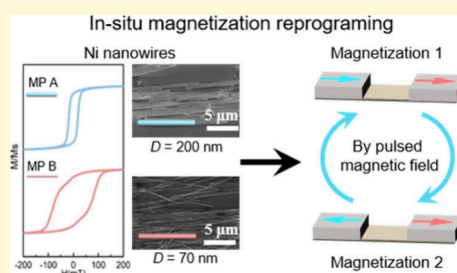 In-situ magnetization reprograming
Ni nanowires
MP A
MP B
M/Ms
-200 -100 0 100 200
H(mT)
5 μm
D = 200 nm
5 μm
D = 70 nm
Magnetization 1
By pulsed
magnetic field
Magnetization 2